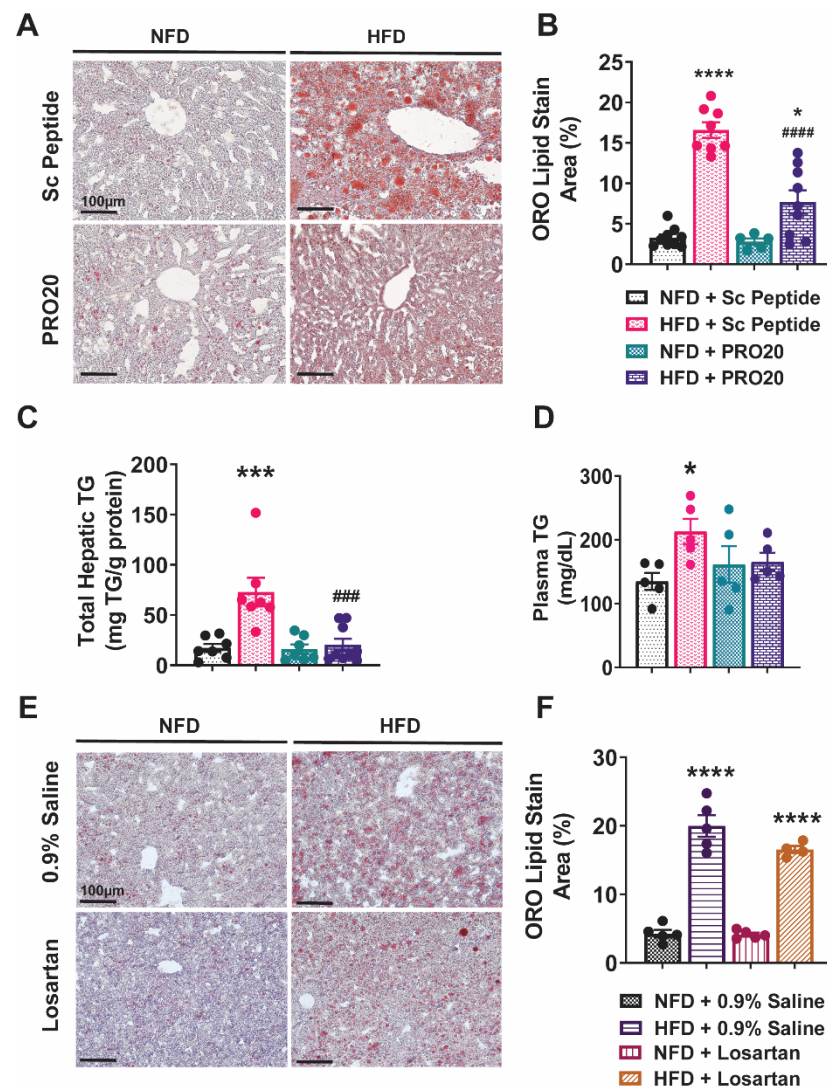 A
NFD
HFD
Sc Peptide
100μm
PRO20
B
ORO Lipid Stain
Area (%)
25
20
15
10
5
0
****
*
####
NFD + Sc Peptide
HFD + Sc Peptide
NFD + PRO20
HFD + PRO20
C
Total Hepatic TG
(mg TG/g protein)
200
150
100
50
0
***
###
D
Plasma TG
(mg/dL)
300
200
100
0
*
E
NFD
HFD
0.9% Saline
100μm
Losartan
F
ORO Lipid Stain
Area (%)
30
20
10
0
****
****
NFD + 0.9% Saline
HFD + 0.9% Saline
NFD + Losartan
HFD + Losartan